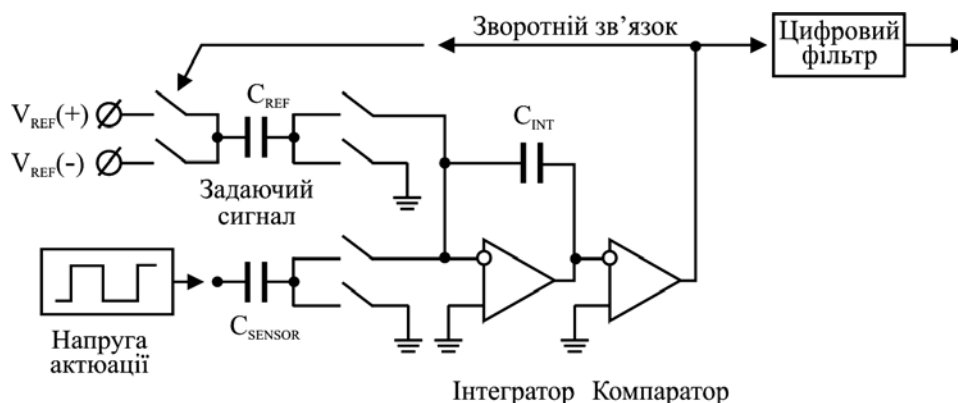 Зворотній зв’язок
Цифровий
фільтр
V_REF(+)
C_REF
C_INT
V_REF(-)
Задаючий
сигнал
C_SENSOR
Напруга
актюації
Інтегратор Компаратор